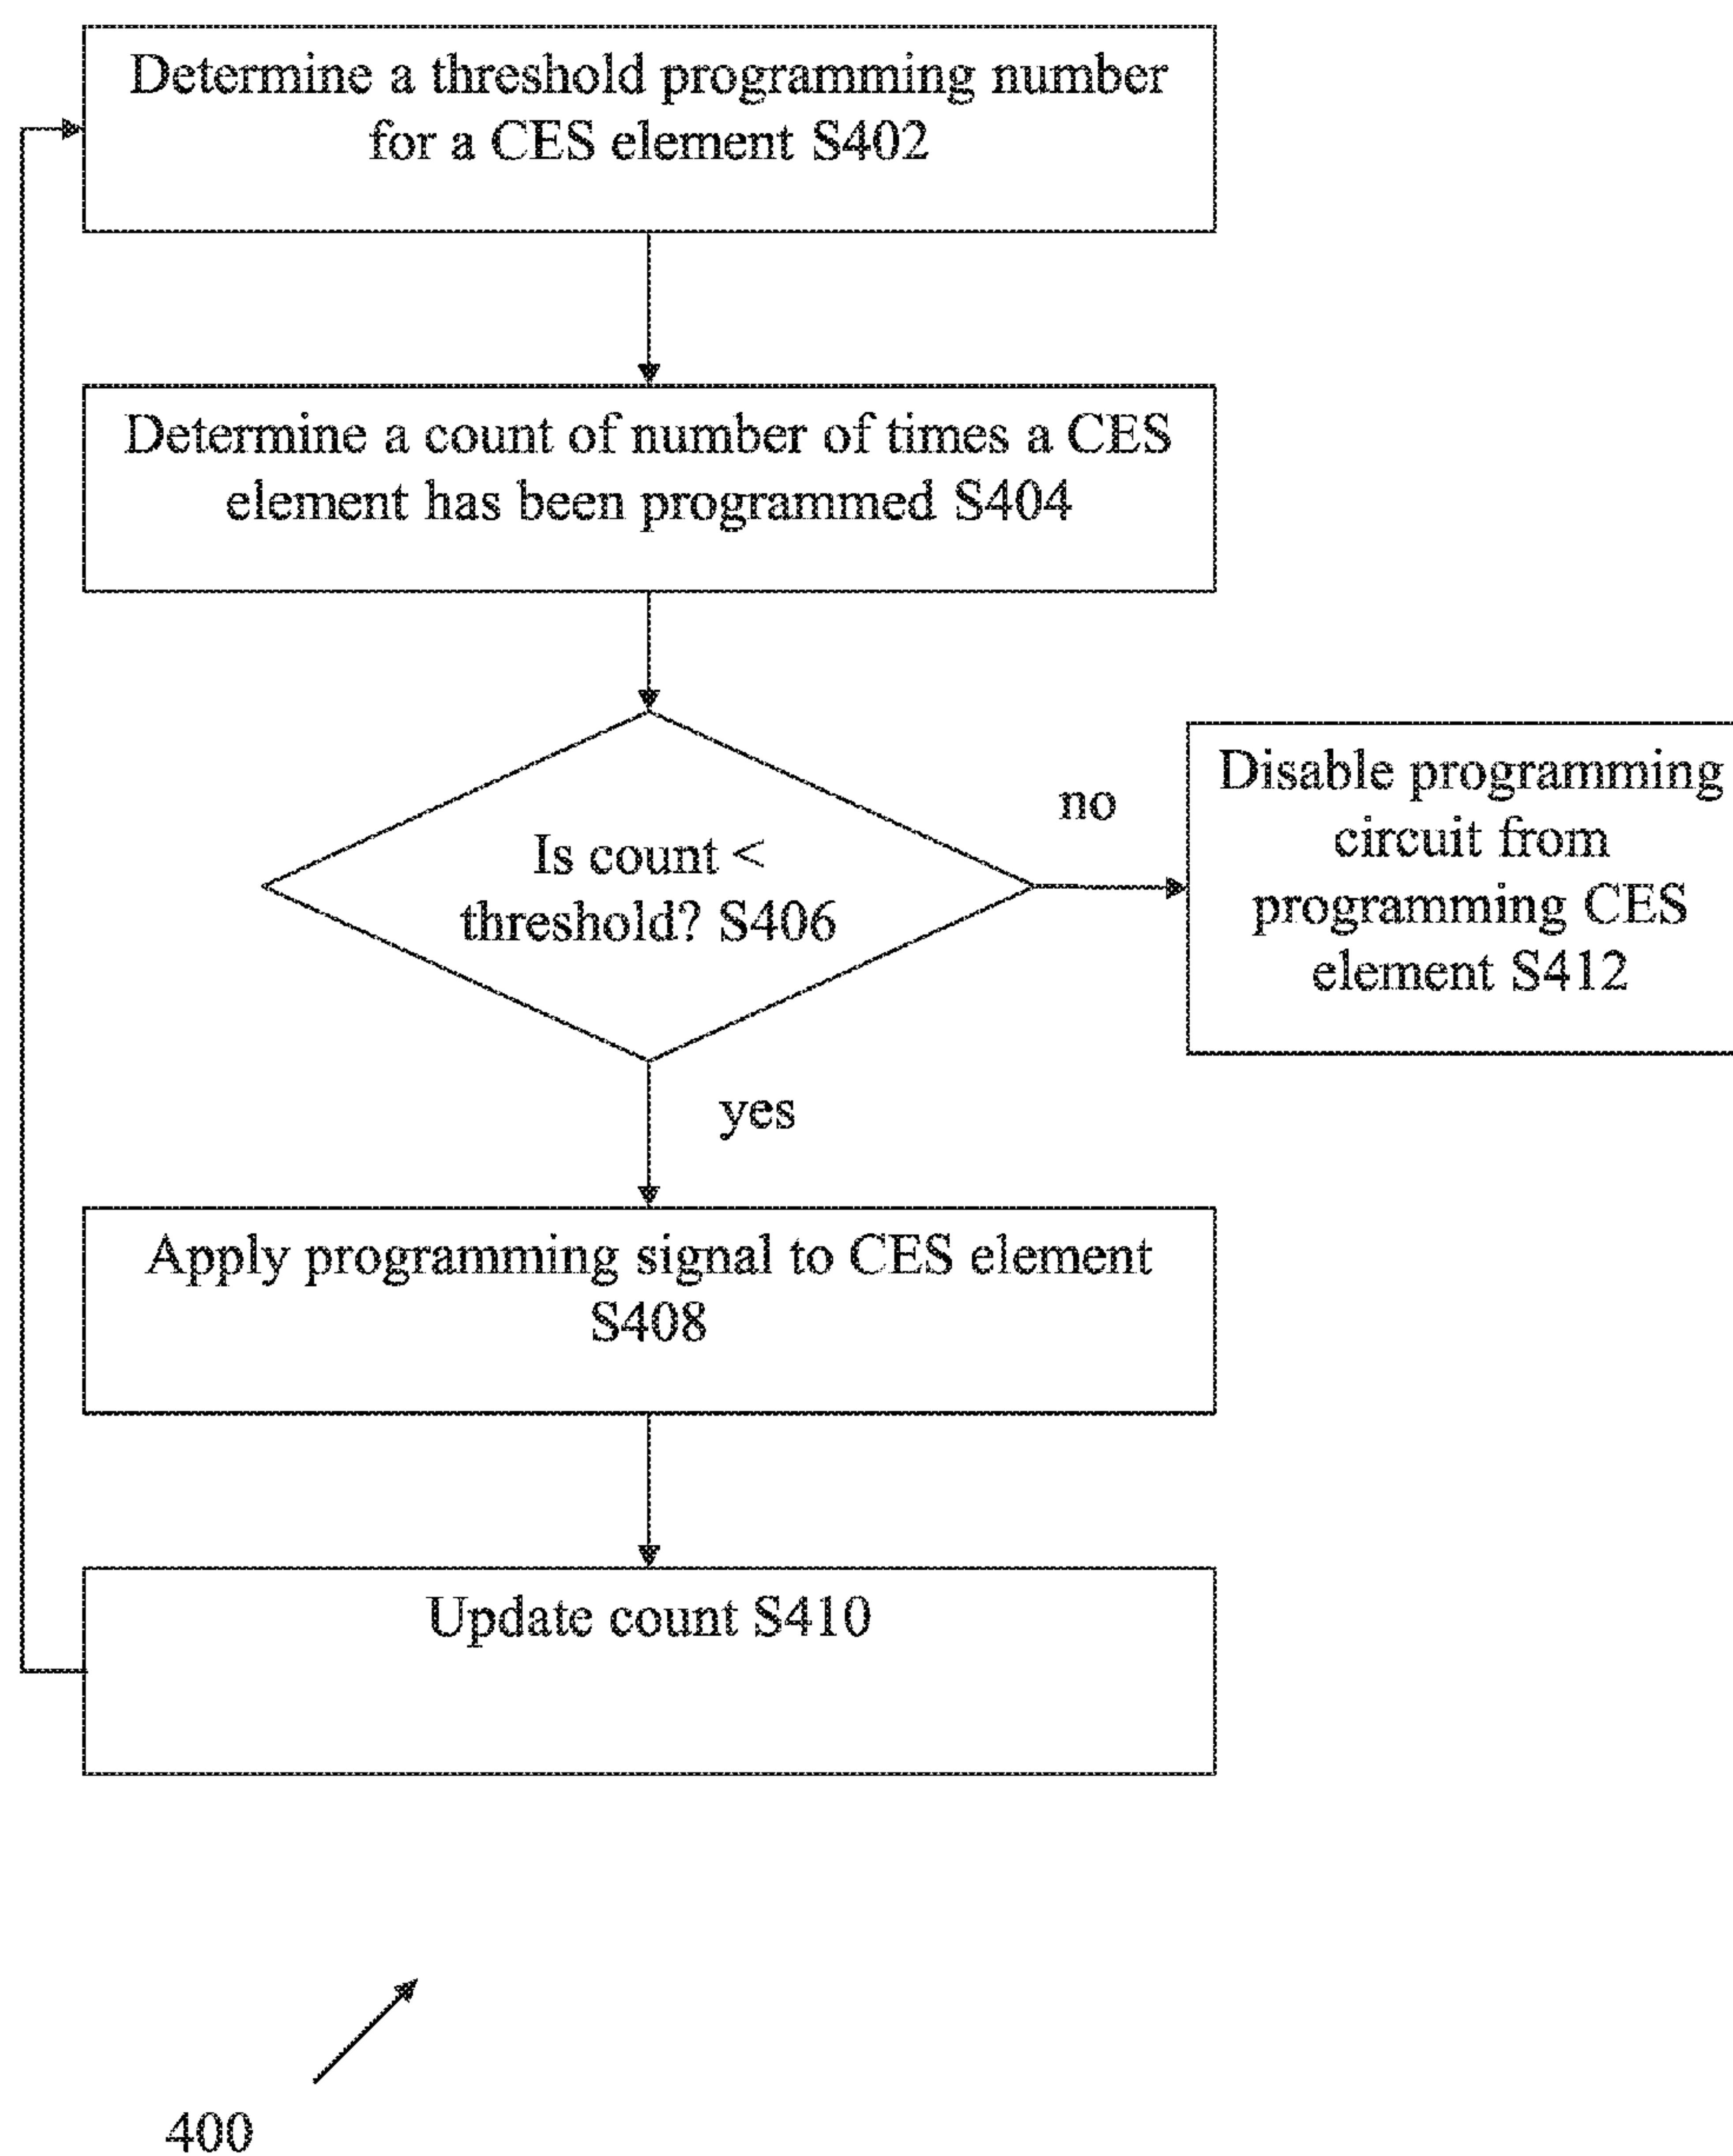 Determine a threshold programming number
for a CES element S402
Determine a count of number of times a CES
element has been programmed S404
Is count <
threshold? S406
no
Disable programming
circuit from
programming CES
element S412
yes
Apply programming signal to CES element
S408
Update count S410
400